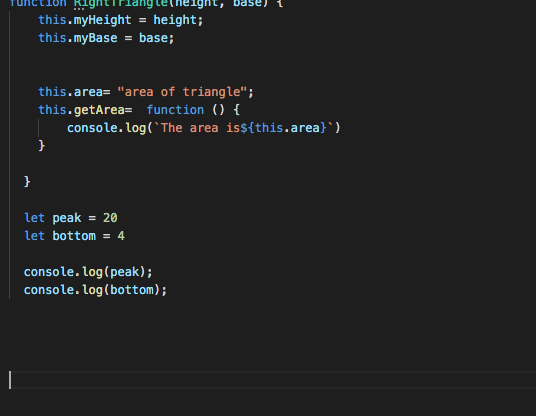 function RightTriangle(height, base) {
this.myHeight = height;
this.myBase = base;
this.area= "area of triangle";
this.getArea=  function () {
console.log(`The area is${this.area}`)
}
}
let peak = 20
let bottom = 4
console.log(peak);
console.log(bottom);